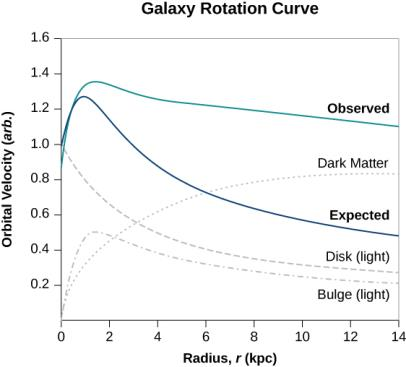 Galaxy Rotation Curve
1.6
1.4
1.2
1.0
0.8
0.6
0.4
0.2
Orbital Velocity (arb.)
Observed
Dark Matter
Expected
Disk (light)
Bulge (light)
0 2 4 6 8 10 12 14
Radius, r (kpc)